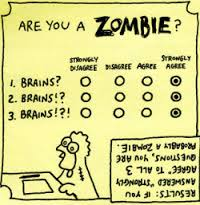 ARE YOU A ZOMBIE?
STRONGLY DISAGREE DISAGREE AGREE STRONGLY AGREE
1. BRAINS?
2. BRAINS!?
3. BRAINS!?!
RESULTS: IF YOU
ANSWERED "STRONGLY
AGREE" TO ALL 3
QUESTIONS, YOU ARE
PROBABLY A ZOMBIE.